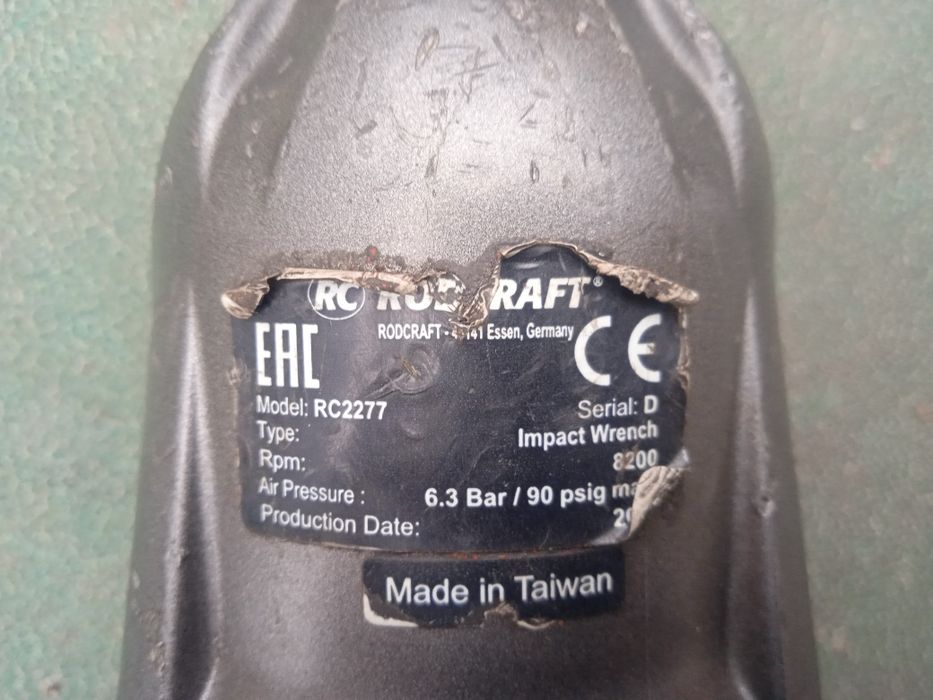 RC RAFT®
RODCRAFT - Essen, Germany
EAC CE
Model: RC2277 Serial: D
Type: Impact Wrench
Rpm: 8200
Air Pressure : 6.3 Bar / 90 psig
Production Date:
Made in Taiwan